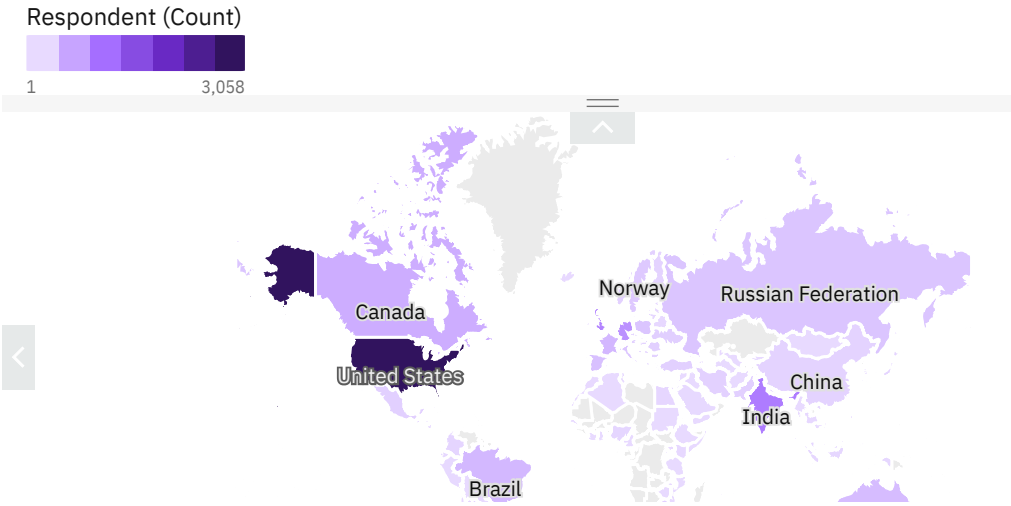 Respondent (Count)
1 3,058
Norway
Russian Federation
Canada
United States
China
India
Brazil